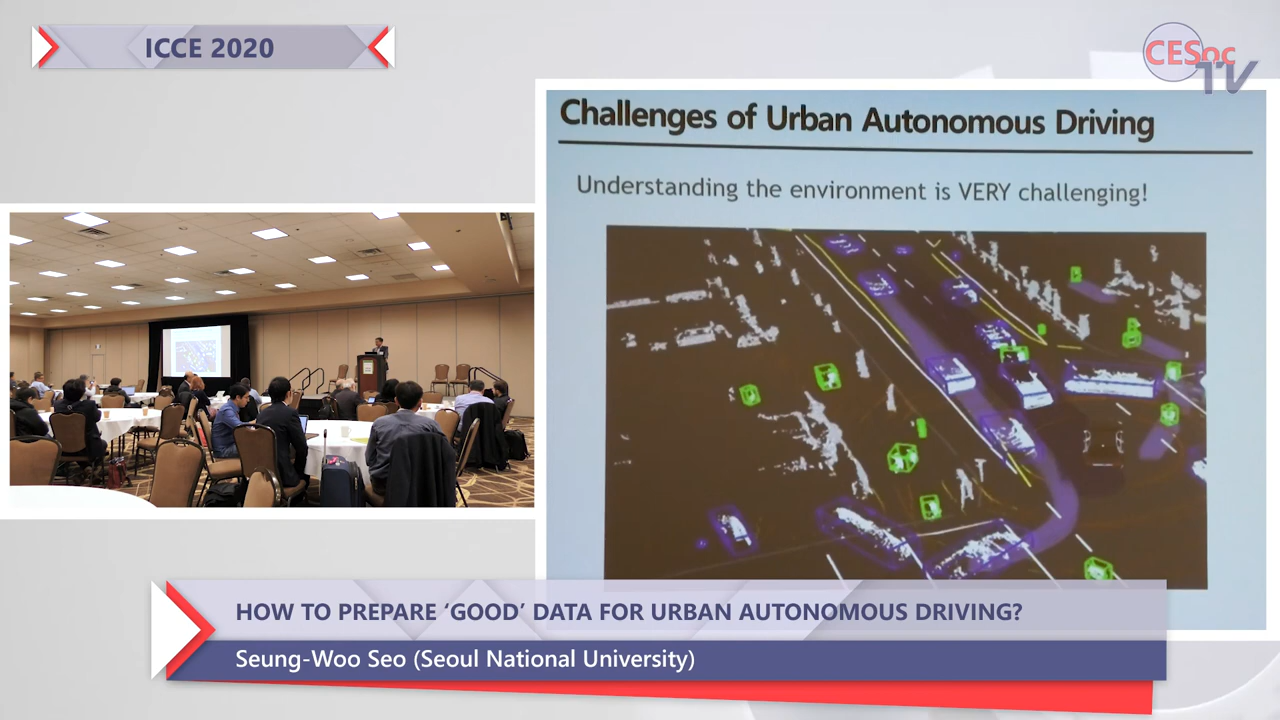 ICCE 2020
CESoc
TV
Challenges of Urban Autonomous Driving
Understanding the environment is VERY challenging!
HOW TO PREPARE ‘GOOD’ DATA FOR URBAN AUTONOMOUS DRIVING?
Seung-Woo Seo (Seoul National University)